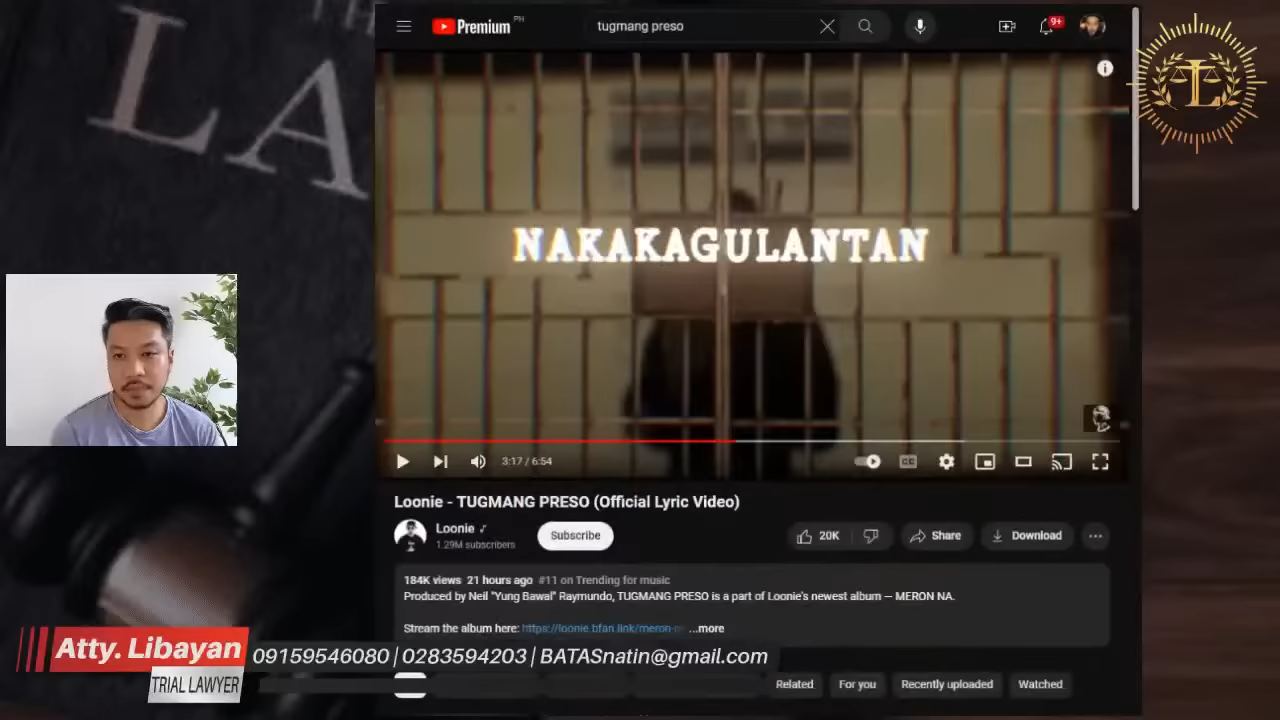 LA
Premium PH
tugmang preso
9+
NAKAKAGULANTAN
3:17 / 6:54
CC
Loonie - TUGMANG PRESO (Official Lyric Video)
Loonie
1.29M subscribers
Subscribe
20K
Share
Download
184K views 21 hours ago #11 on Trending for music
Produced by Neil "Yung Bawal" Raymundo, TUGMANG PRESO is a part of Loonie's newest album — MERON NA.
Stream the album here: https://loonie.bfan.link/meron-n ...more
Atty. Libayan
09159546080 | 0283594203 | BATASnatin@gmail.com
TRIAL LAWYER
Related
For you
Recently uploaded
Watched